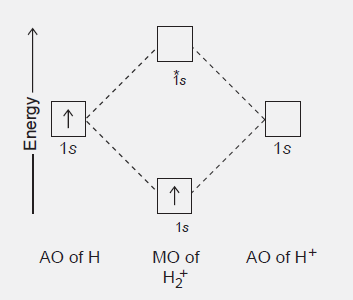 *1s
Energy
1s
1s
1s
AO of H
MO of H₂⁺
AO of H⁺